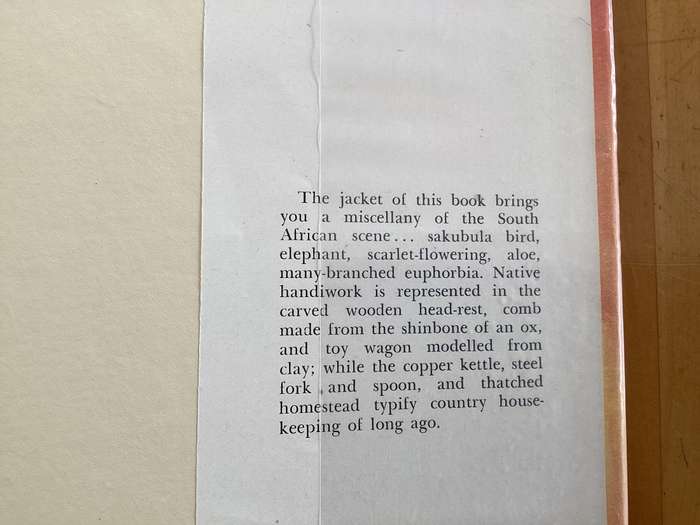 The jacket of this book brings
you a miscellany of the South
African scene... sakubula bird,
elephant, scarlet-flowering, aloe,
many-branched euphorbia. Native
handiwork is represented in the
carved wooden head-rest, comb
made from the shinbone of an ox,
and toy wagon modelled from
clay; while the copper kettle, steel
fork and spoon, and thatched
homestead typify country house-
keeping of long ago.